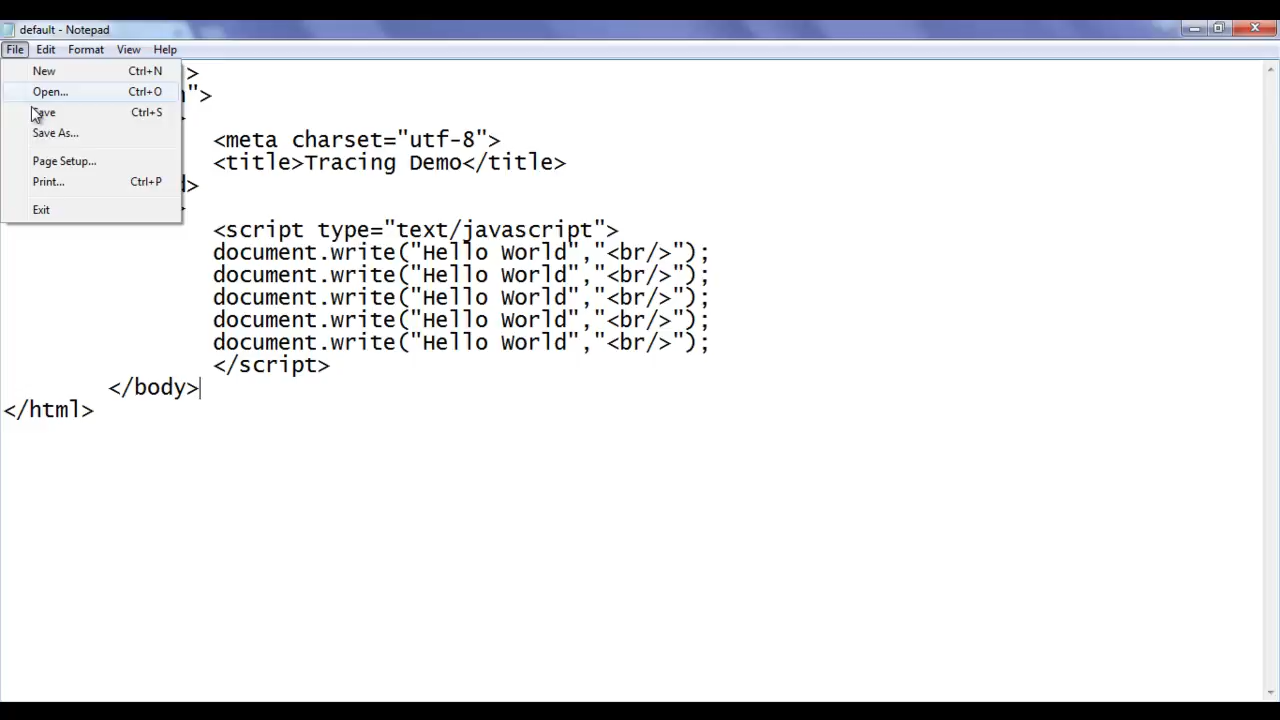 default - Notepad
File Edit Format View Help
New Ctrl+N
Open... Ctrl+O
Save Ctrl+S
Save As...
Page Setup...
Print... Ctrl+P
Exit
>
n">
<meta charset="utf-8">
<title>Tracing Demo</title>
d>
<script type="text/javascript">
document.write("Hello World","<br/>");
document.write("Hello World","<br/>");
document.write("Hello World","<br/>");
document.write("Hello World","<br/>");
document.write("Hello World","<br/>");
</script>
</body>
</html>